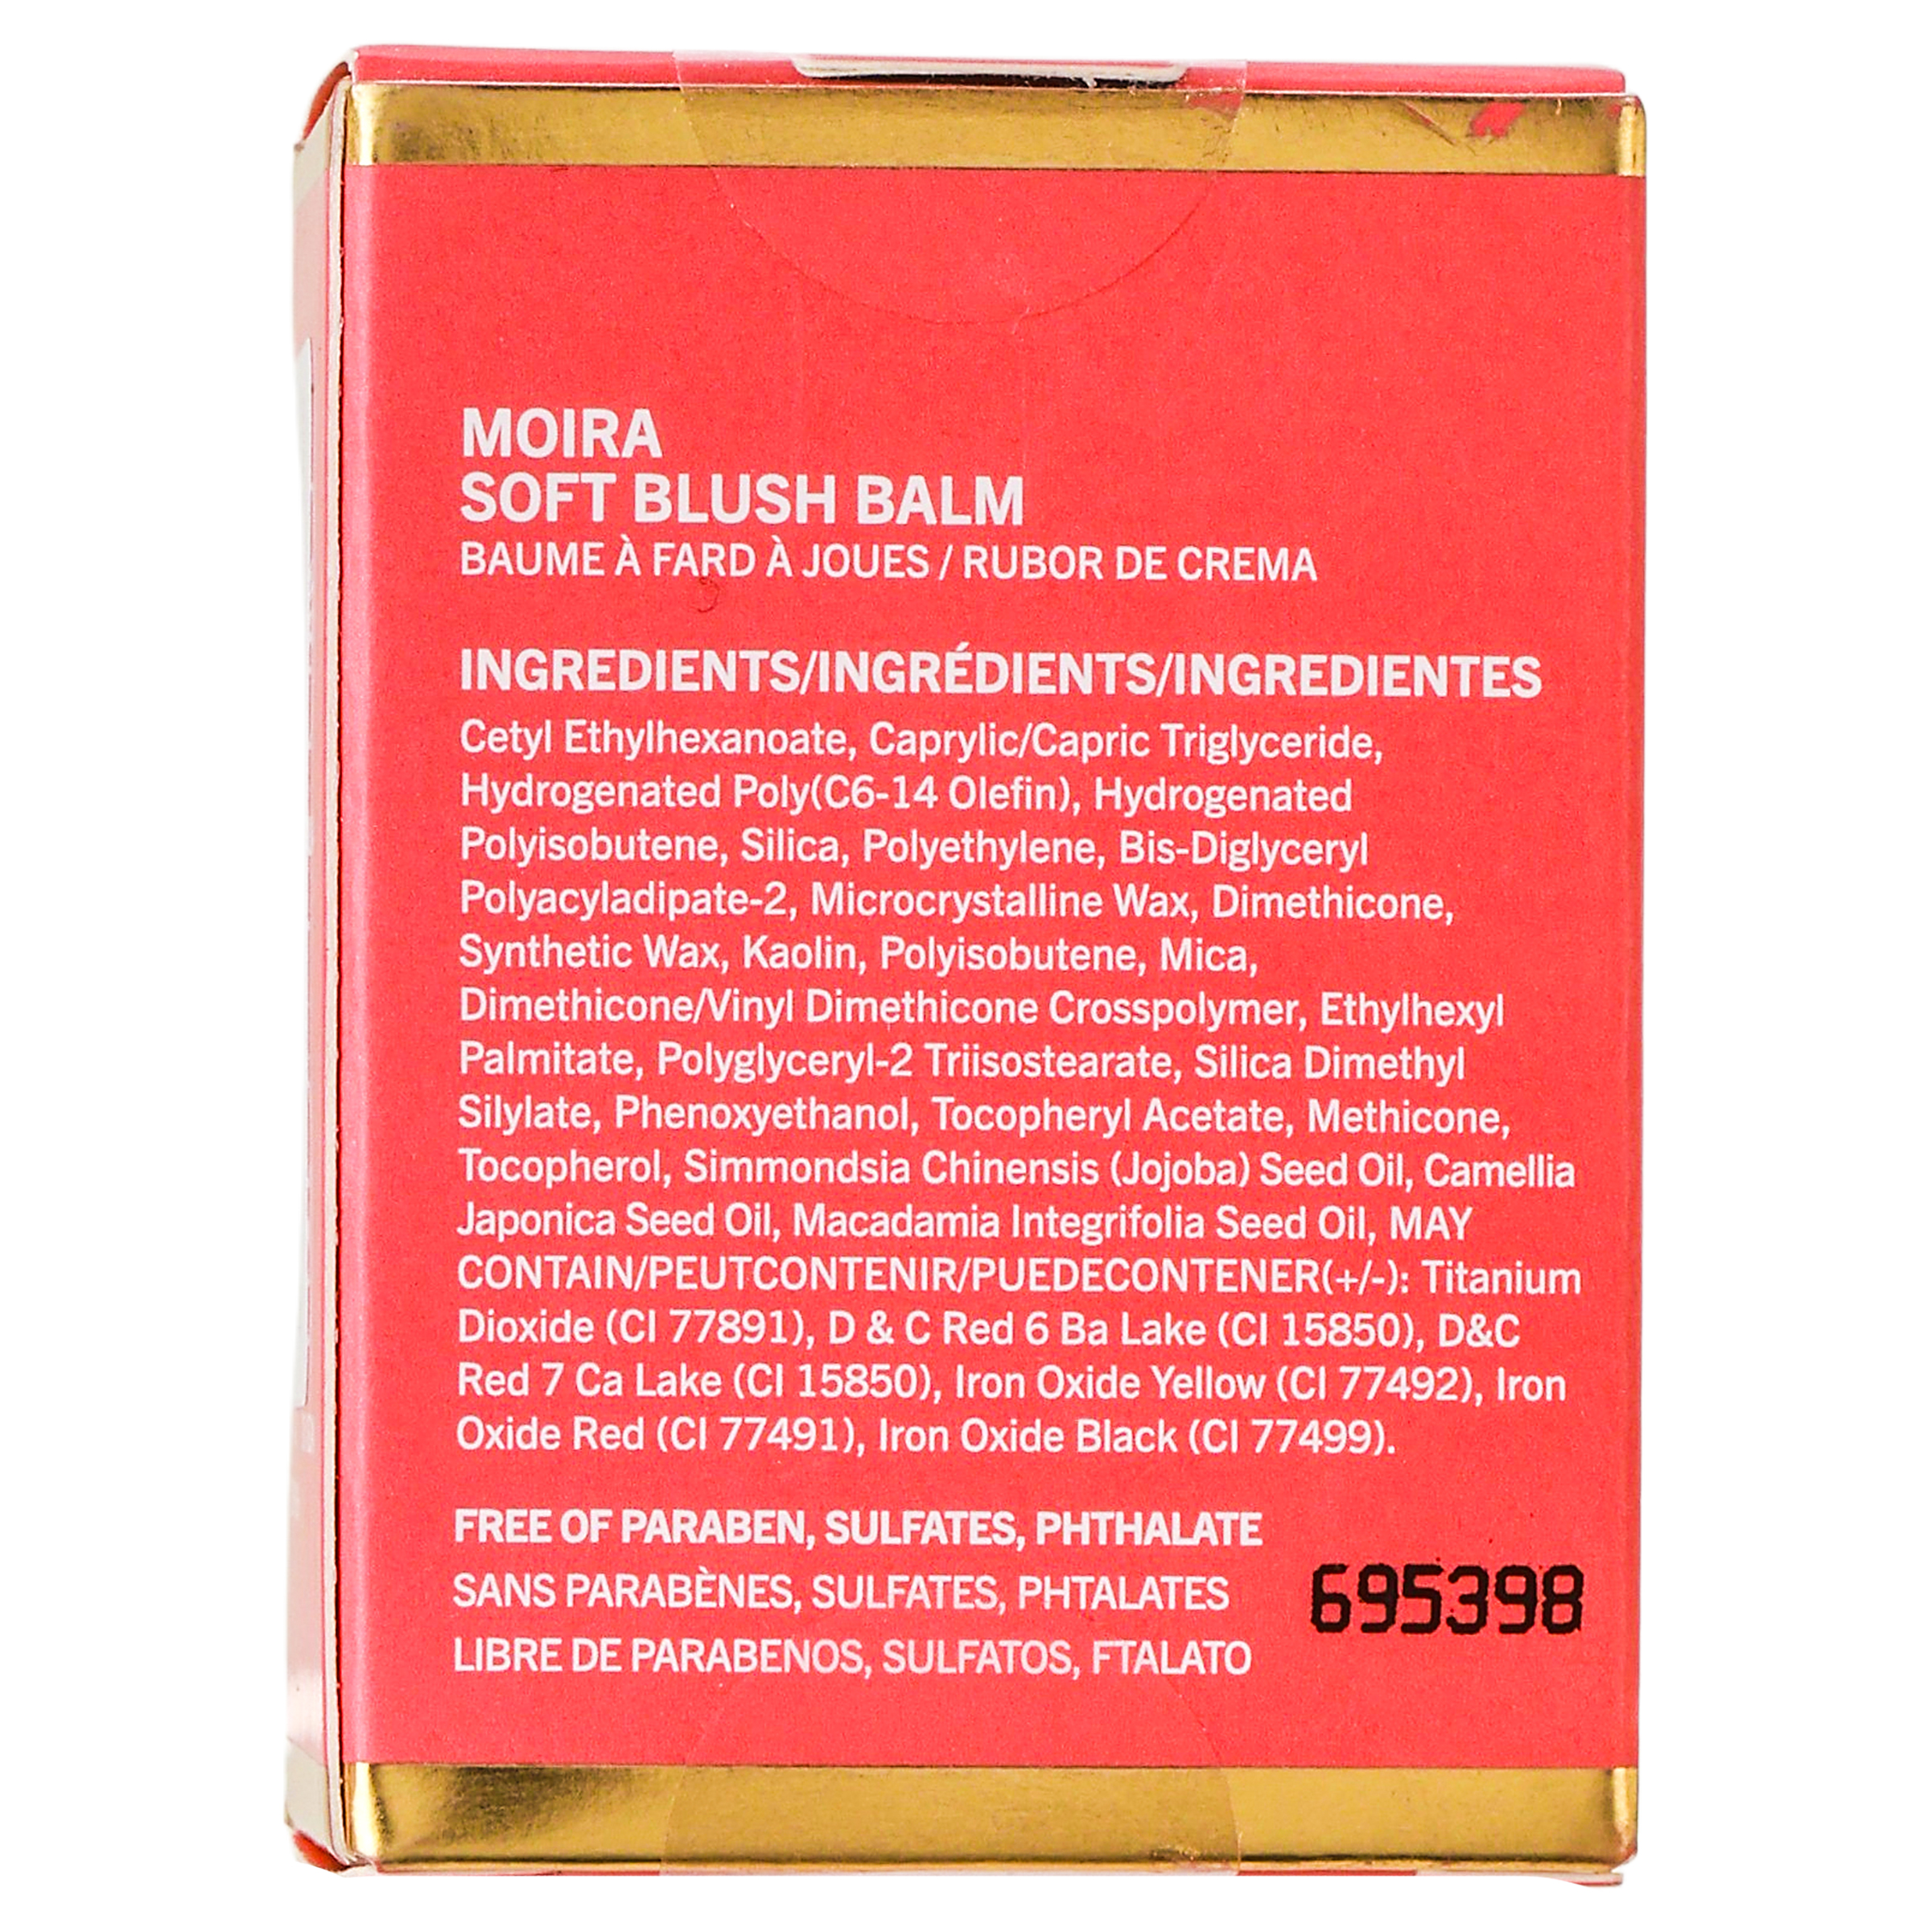 MOIRA
SOFT BLUSH BALM
BAUME À FARD À JOUES / RUBOR DE CREMA
INGREDIENTS/INGRÉDIENTS/INGREDIENTES
Cetyl Ethylhexanoate, Caprylic/Capric Triglyceride,
Hydrogenated Poly(C6-14 Olefin), Hydrogenated
Polyisobutene, Silica, Polyethylene, Bis-Diglyceryl
Polyacyladipate-2, Microcrystalline Wax, Dimethicone,
Synthetic Wax, Kaolin, Polyisobutene, Mica,
Dimethicone/Vinyl Dimethicone Crosspolymer, Ethylhexyl
Palmitate, Polyglyceryl-2 Triisostearate, Silica Dimethyl
Silylate, Phenoxyethanol, Tocopheryl Acetate, Methicone,
Tocopherol, Simmondsia Chinensis (Jojoba) Seed Oil, Camellia
Japonica Seed Oil, Macadamia Integrifolia Seed Oil, MAY
CONTAIN/PEUTCONTENIR/PUEDECONTENER(+/-): Titanium
Dioxide (CI 77891), D & C Red 6 Ba Lake (CI 15850), D&C
Red 7 Ca Lake (CI 15850), Iron Oxide Yellow (CI 77492), Iron
Oxide Red (CI 77491), Iron Oxide Black (CI 77499).
FREE OF PARABEN, SULFATES, PHTHALATE
SANS PARABÈNES, SULFATES, PHTALATES
LIBRE DE PARABENOS, SULFATOS, FTALATO
695398